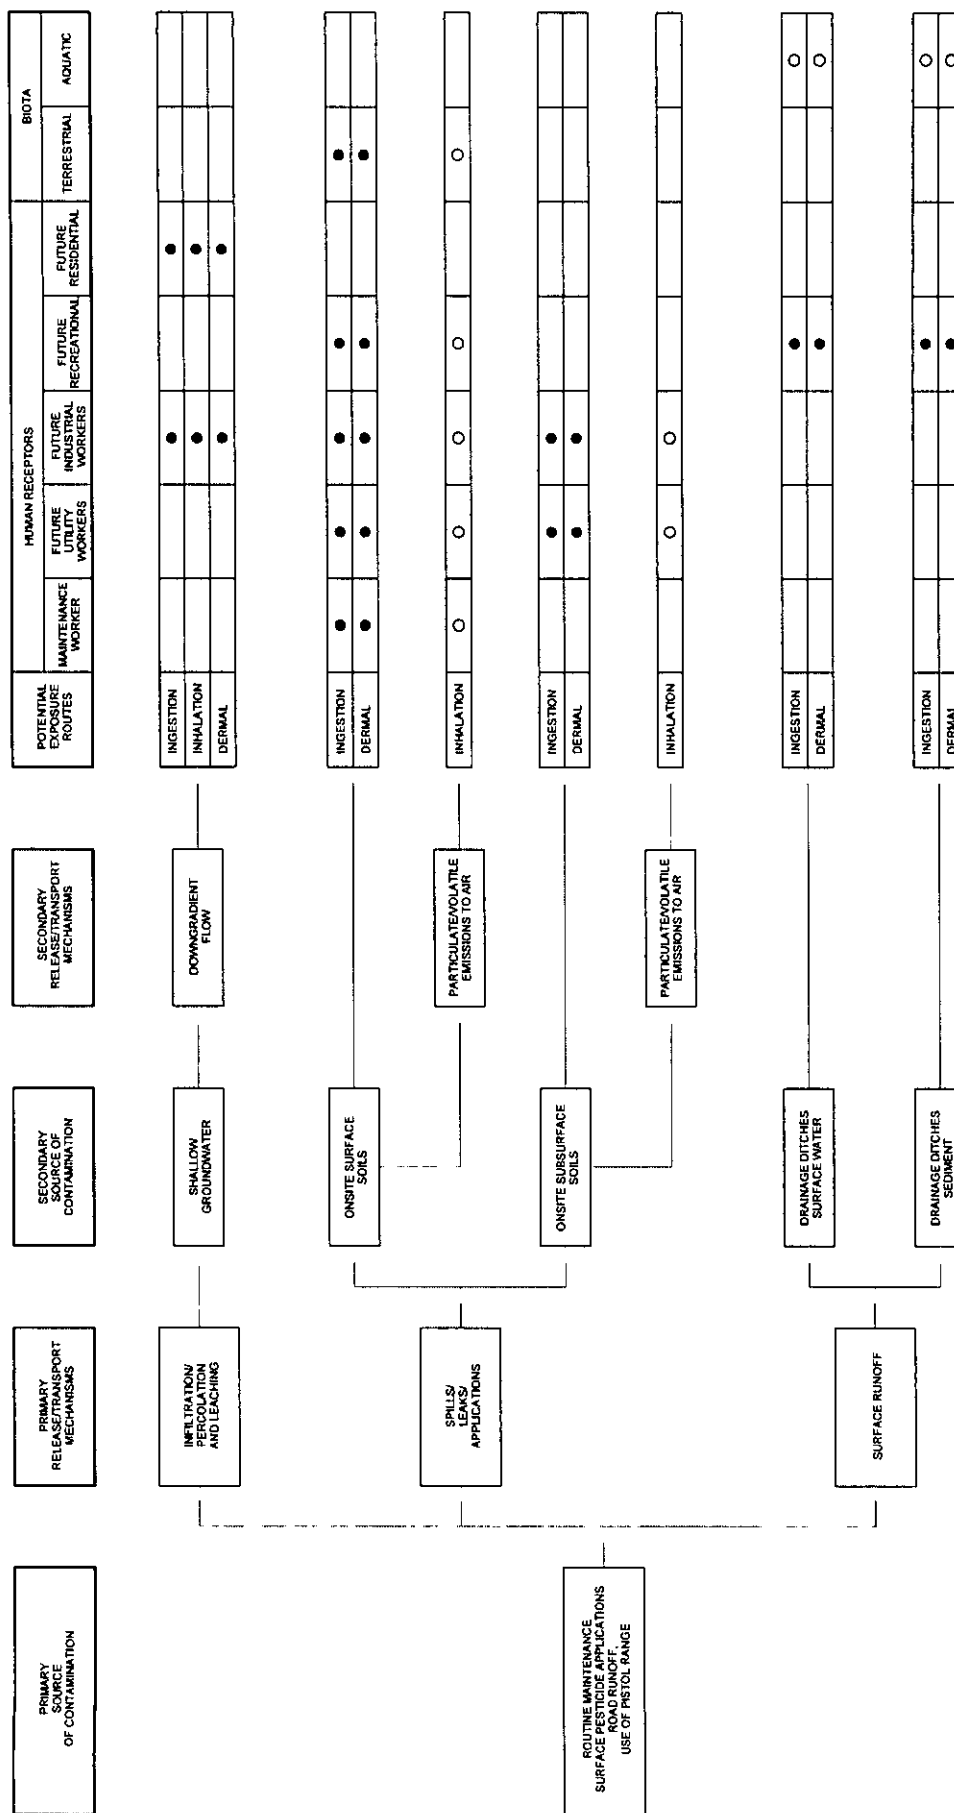 PRIMARY
SOURCE
OF CONTAMINATION
PRIMARY
RELEASE/TRANSPORT
MECHANISMS
SECONDARY
SOURCE OF
CONTAMINATION
SECONDARY
RELEASE/TRANSPORT
MECHANISMS
POTENTIAL
EXPOSURE
ROUTES
HUMAN RECEPTORS
BIOTA
MAINTENANCE
WORKER
FUTURE
UTILITY
WORKERS
FUTURE
INDUSTRIAL
WORKERS
FUTURE
RECREATIONAL
FUTURE
RESIDENTIAL
TERRESTRIAL
AQUATIC
ROUTINE MAINTENANCE
SURFACE PESTICIDE APPLICATIONS
ROAD RUNOFF,
USE OF PISTOL RANGE
INFILTRATION/
PERCOLATION
AND LEACHING
SHALLOW
GROUNDWATER
DOWNGRADIENT
FLOW
INGESTION
INHALATION
DERMAL
SPILLS/
LEAKS/
APPLICATIONS
ONSITE SURFACE
SOILS
INGESTION
DERMAL
PARTICULATE/VOLATILE
EMISSIONS TO AIR
INHALATION
ONSITE SUBSURFACE
SOILS
INGESTION
DERMAL
PARTICULATE/VOLATILE
EMISSIONS TO AIR
INHALATION
SURFACE RUNOFF
DRAINAGE DITCHES
SURFACE WATER
INGESTION
DERMAL
DRAINAGE DITCHES
SEDIMENT
INGESTION
DERMAL